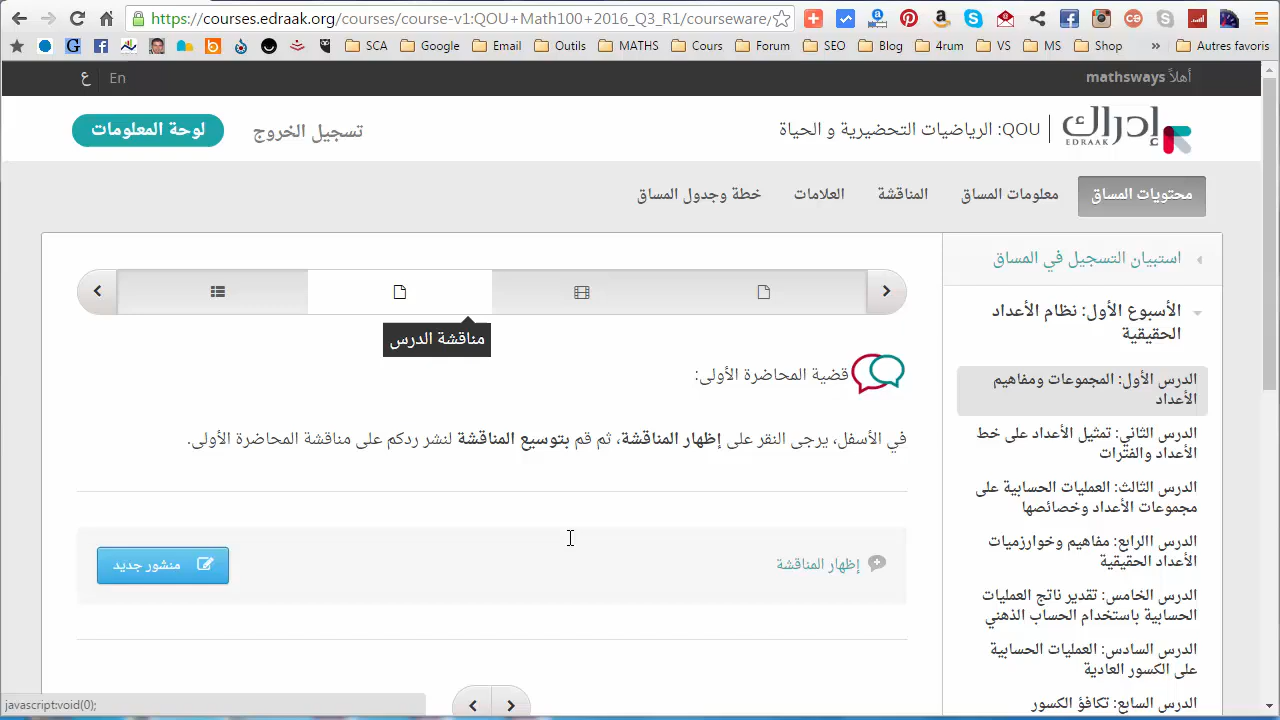 https://courses.edraak.org/courses/course-v1:QOU+Math100+2016_Q3_R1/courseware/
SCA Google Email Outils MATHS Cours Forum SEO Blog 4rum VS MS Shop » Autres favoris
أهلاً mathsways
En ع
إدراك
EDRAAK
QOU: الرياضيات التحضيرية و الحياة
تسجيل الخروج
لوحة المعلومات
محتويات المساق معلومات المساق المناقشة العلامات خطة وجدول المساق
استبيان التسجيل في المساق
الأسبوع الأول: نظام الأعداد
الحقيقية
الدرس الأول: المجموعات ومفاهيم
الأعداد
الدرس الثاني: تمثيل الأعداد على خط
الأعداد والفترات
الدرس الثالث: العمليات الحسابية على
مجموعات الأعداد وخصائصها
الدرس االرابع: مفاهيم وخوارزميات
الأعداد الحقيقية
الدرس الخامس: تقدير ناتج العمليات
الحسابية باستخدام الحساب الذهني
الدرس السادس: العمليات الحسابية
على الكسور العادية
الدرس السابع: تكافؤ الكسور
مناقشة الدرس
قضية المحاضرة الأولى:
في الأسفل، يرجى النقر على إظهار المناقشة، ثم قم بتوسيع المناقشة لنشر ردكم على مناقشة المحاضرة الأولى.
إظهار المناقشة
منشور جديد
javascript:void(0);